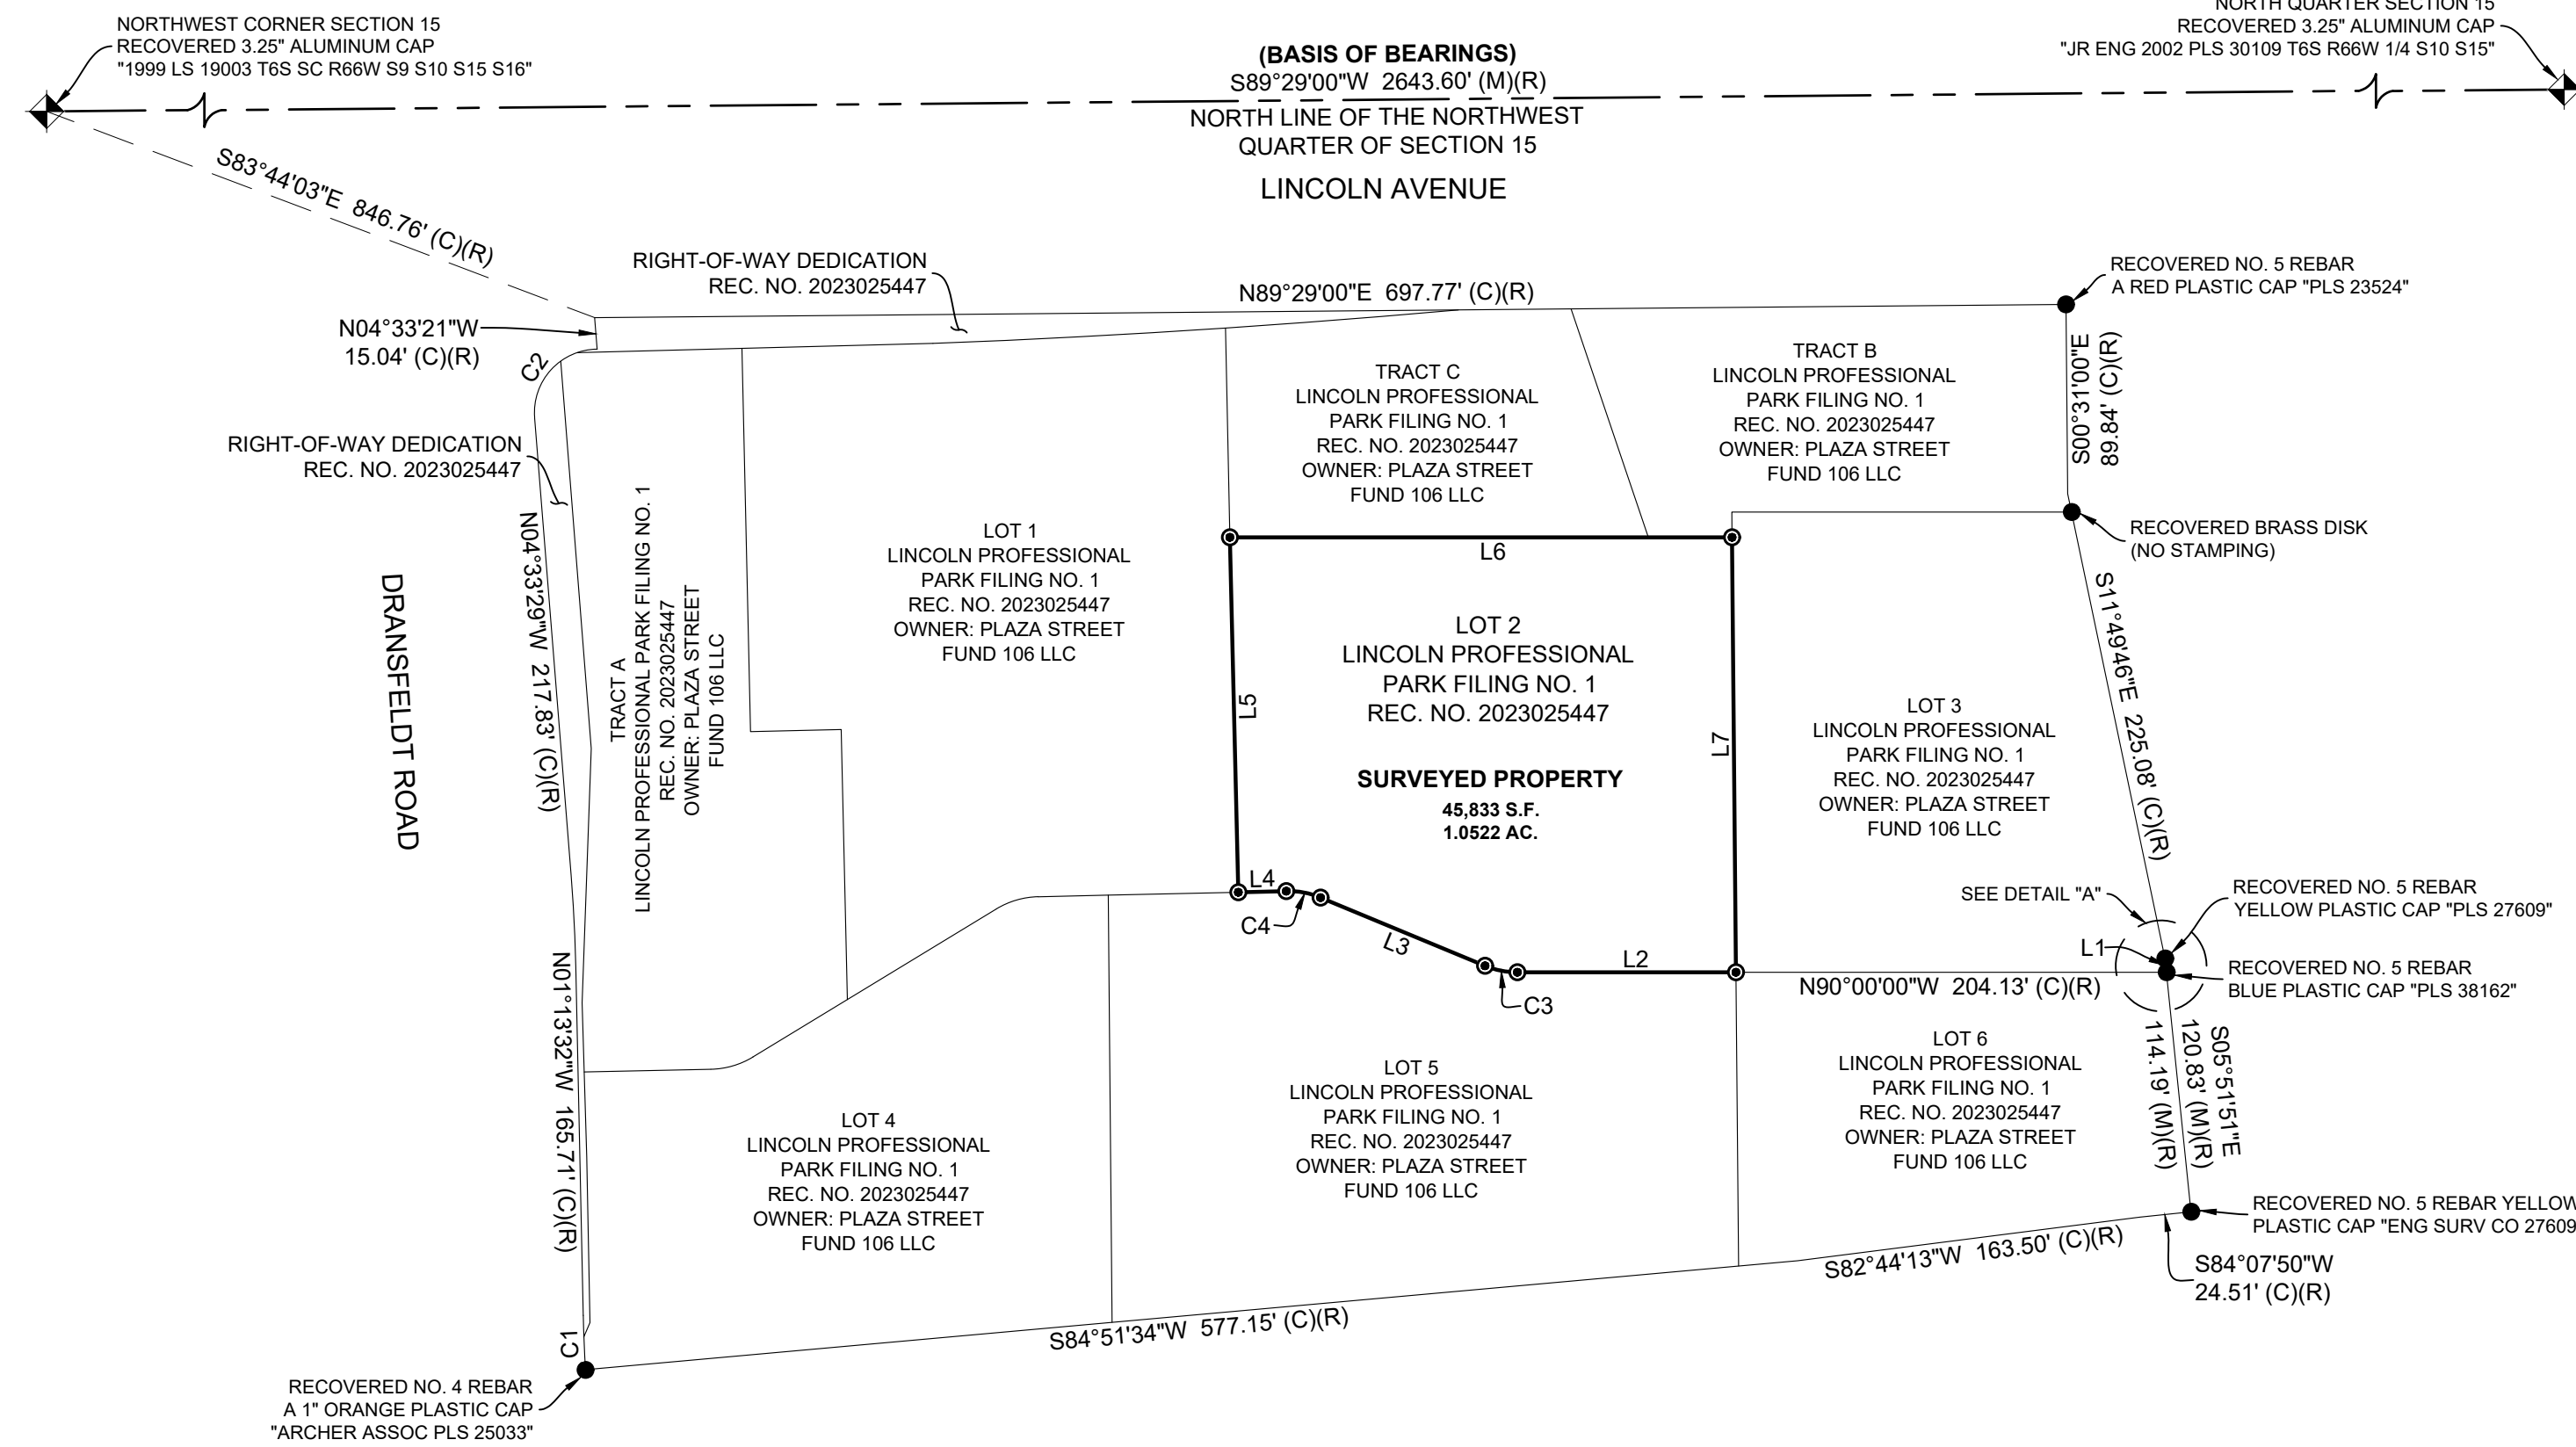 NORTHWEST CORNER SECTION 15
RECOVERED 3.25" ALUMINUM CAP
"1999 LS 19003 T6S SC R66W S9 S10 S15 S16"
(BASIS OF BEARINGS)
S89°29'00"W 2643.60' (M)(R)
NORTH LINE OF THE NORTHWEST
QUARTER OF SECTION 15
LINCOLN AVENUE
NORTH QUARTER SECTION 15
RECOVERED 3.25" ALUMINUM CAP
"JR ENG 2002 PLS 30109 T6S R66W 1/4 S10 S15"
S83°44'03"E 846.76' (C)(R)
RIGHT-OF-WAY DEDICATION
REC. NO. 2023025447
N89°29'00"E 697.77' (C)(R)
RECOVERED NO. 5 REBAR
A RED PLASTIC CAP "PLS 23524"
N04°33'21"W
15.04' (C)(R)
C2
S00°31'00"E
89.84' (C)(R)
TRACT C
LINCOLN PROFESSIONAL
PARK FILING NO. 1
REC. NO. 2023025447
OWNER: PLAZA STREET
FUND 106 LLC
TRACT B
LINCOLN PROFESSIONAL
PARK FILING NO. 1
REC. NO. 2023025447
OWNER: PLAZA STREET
FUND 106 LLC
RIGHT-OF-WAY DEDICATION
REC. NO. 2023025447
N04°33'29"W 217.83' (C)(R)
DRANSFELDT ROAD
TRACT A
LINCOLN PROFESSIONAL PARK FILING NO. 1
REC. NO. 2023025447
OWNER: PLAZA STREET
FUND 106 LLC
LOT 1
LINCOLN PROFESSIONAL
PARK FILING NO. 1
REC. NO. 2023025447
OWNER: PLAZA STREET
FUND 106 LLC
L6
RECOVERED BRASS DISK
(NO STAMPING)
LOT 2
LINCOLN PROFESSIONAL
PARK FILING NO. 1
REC. NO. 2023025447
L5
L7
SURVEYED PROPERTY
45,833 S.F.
1.0522 AC.
LOT 3
LINCOLN PROFESSIONAL
PARK FILING NO. 1
REC. NO. 2023025447
OWNER: PLAZA STREET
FUND 106 LLC
S11°49'46"E 225.08' (C)(R)
SEE DETAIL "A"
RECOVERED NO. 5 REBAR
YELLOW PLASTIC CAP "PLS 27609"
L4
C4
L3
L2
C3
L1
N90°00'00"W 204.13' (C)(R)
RECOVERED NO. 5 REBAR
BLUE PLASTIC CAP "PLS 38162"
N01°13'32"W 165.71' (C)(R)
LOT 4
LINCOLN PROFESSIONAL
PARK FILING NO. 1
REC. NO. 2023025447
OWNER: PLAZA STREET
FUND 106 LLC
LOT 5
LINCOLN PROFESSIONAL
PARK FILING NO. 1
REC. NO. 2023025447
OWNER: PLAZA STREET
FUND 106 LLC
LOT 6
LINCOLN PROFESSIONAL
PARK FILING NO. 1
REC. NO. 2023025447
OWNER: PLAZA STREET
FUND 106 LLC
S05°51'51"E
120.83' (M)(R)
114.19' (M)(R)
RECOVERED NO. 5 REBAR YELLOW
PLASTIC CAP "ENG SURV CO 27609
S82°44'13"W 163.50' (C)(R)
S84°07'50"W
24.51' (C)(R)
S84°51'34"W 577.15' (C)(R)
C1
RECOVERED NO. 4 REBAR
A 1" ORANGE PLASTIC CAP
"ARCHER ASSOC PLS 25033"